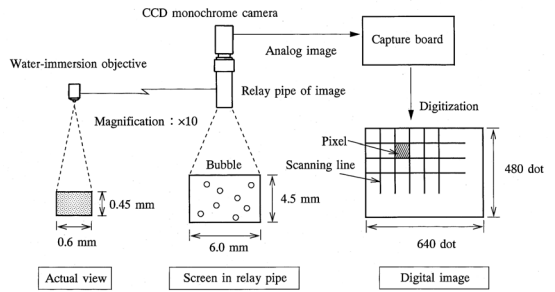 CCD monochrome camera
Analog image
Capture board
Water-immersion objective
Relay pipe of image
Digitization
Magnification : ×10
Pixel
Bubble
Scanning line
480 dot
0.45 mm
4.5 mm
0.6 mm
6.0 mm
640 dot
Actual view
Screen in relay pipe
Digital image